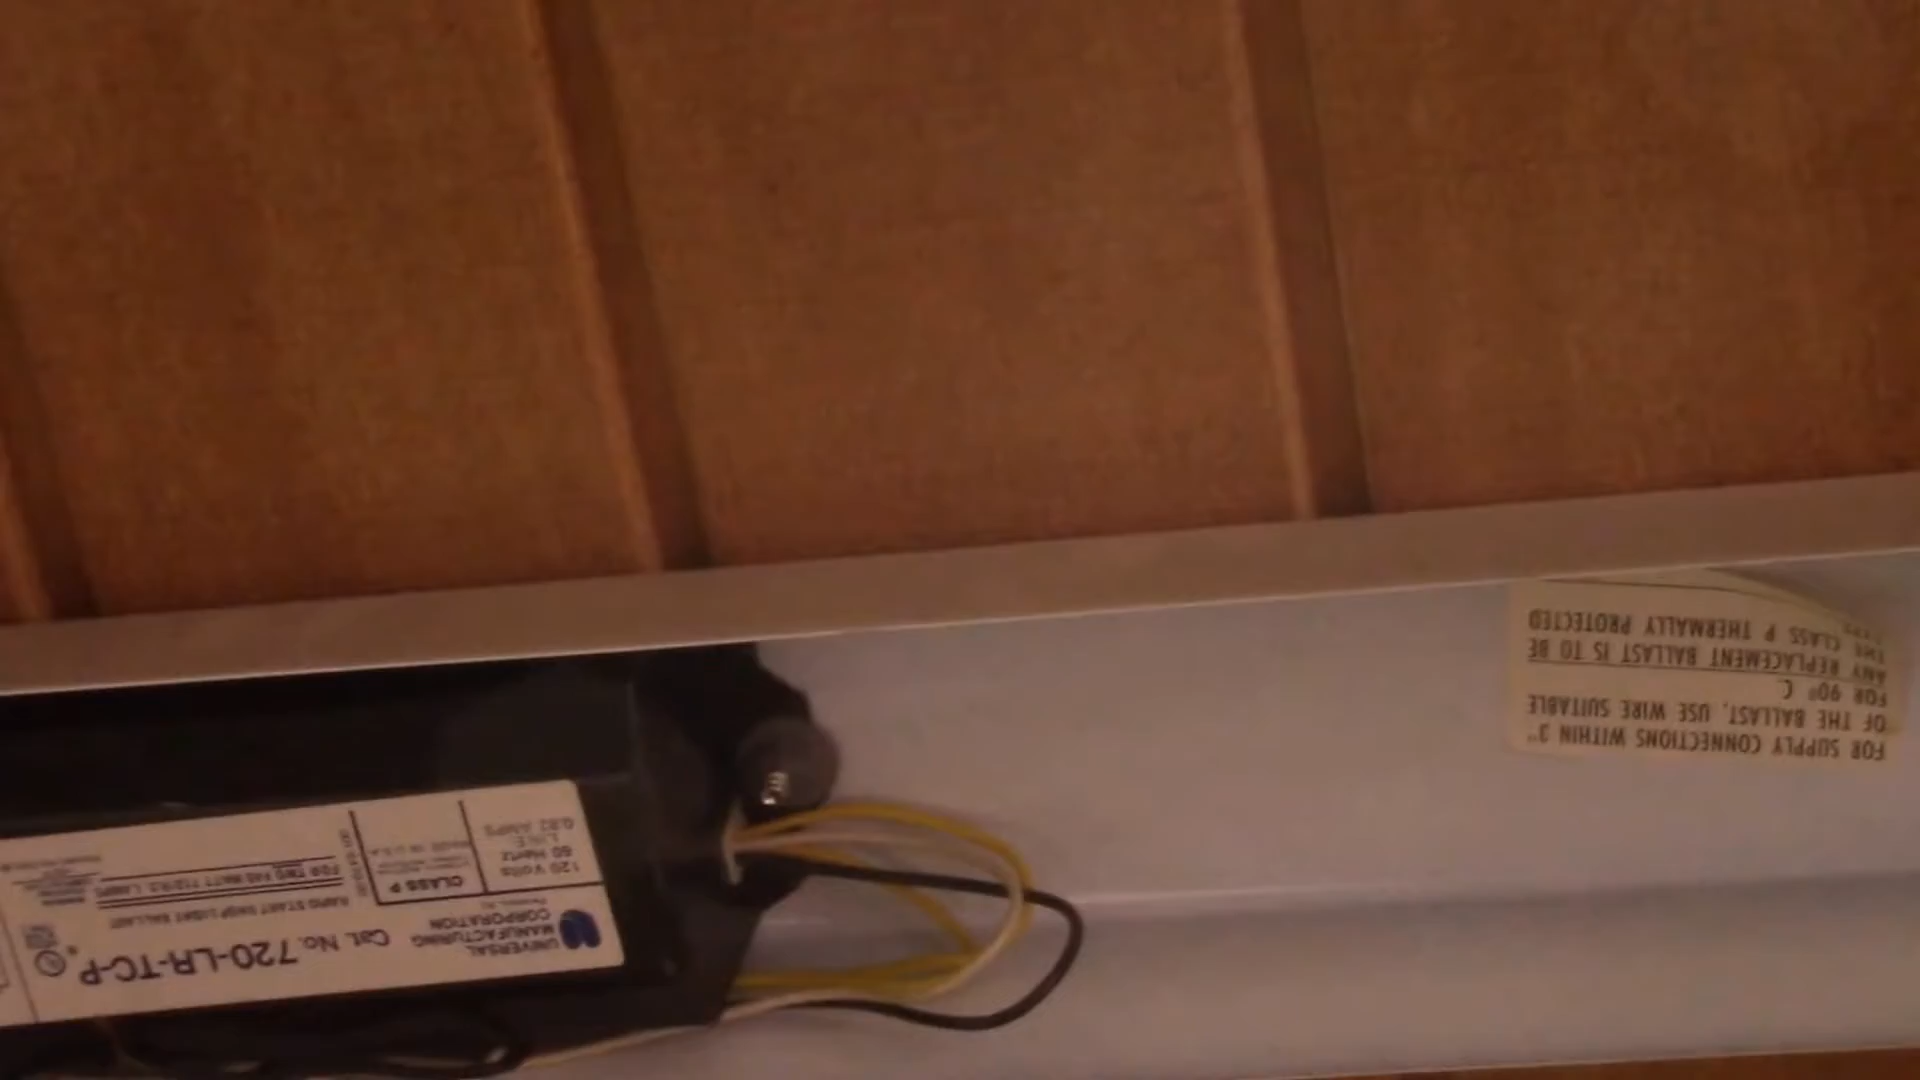 UNIVERSAL
MANUFACTURING
CORPORATION
Cat. No. 720-LR-TC-P
RAPID START SHOP LIGHT BALLAST
FOR TWO F40 WATT T12/R.S. LAMPS
CLASS P
120 Volts
60 Hertz
LINE
0.82 AMPS
FOR SUPPLY CONNECTIONS WITHIN 3"
OF THE BALLAST, USE WIRE SUITABLE
FOR 90° C
ANY REPLACEMENT BALLAST IS TO BE
THE CLASS P THERMALLY PROTECTED
TYPE